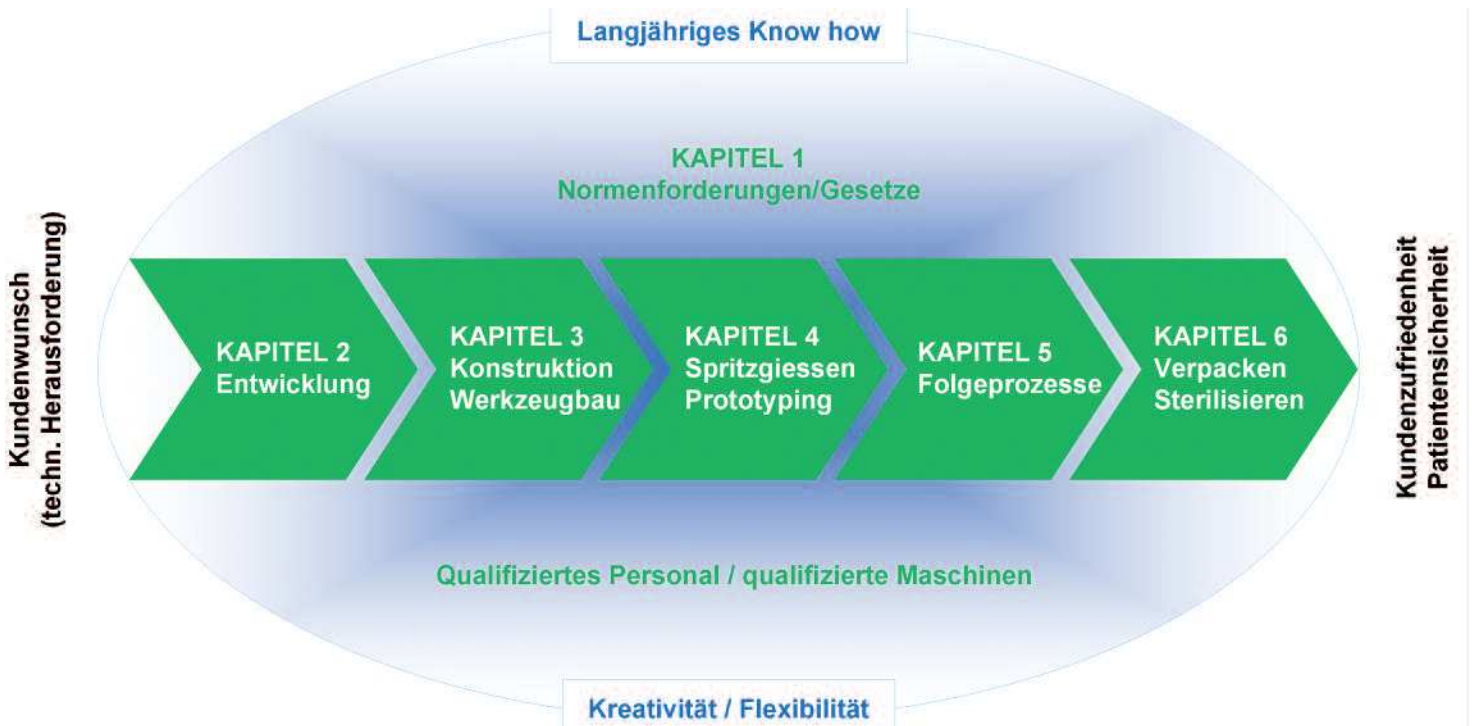 Langjähriges Know how
KAPITEL 1
Normenforderungen/Gesetze
Kundenwunsch
(techn. Herausforderung)
KAPITEL 2
Entwicklung
KAPITEL 3
Konstruktion
Werkzeugbau
KAPITEL 4
Spritzgiessen
Prototyping
KAPITEL 5
Folgeprozesse
KAPITEL 6
Verpacken
Sterilisieren
Kundenzufriedenheit
Patientensicherheit
Qualifiziertes Personal / qualifizierte Maschinen
Kreativität / Flexibilität